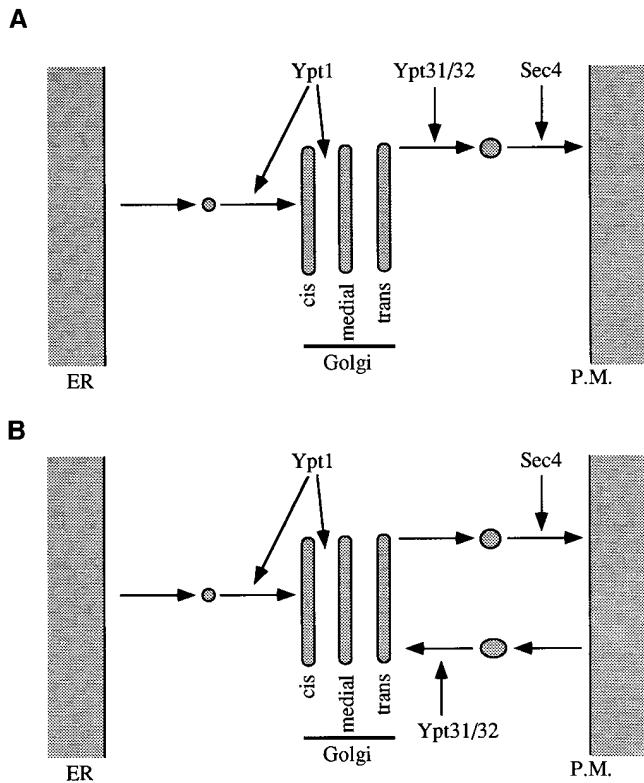 A
Ypt1
Ypt31/32
Sec4
cis
medial
trans
Golgi
ER
P.M.
B
Ypt1
Sec4
cis
medial
trans
Ypt31/32
Golgi
ER
P.M.